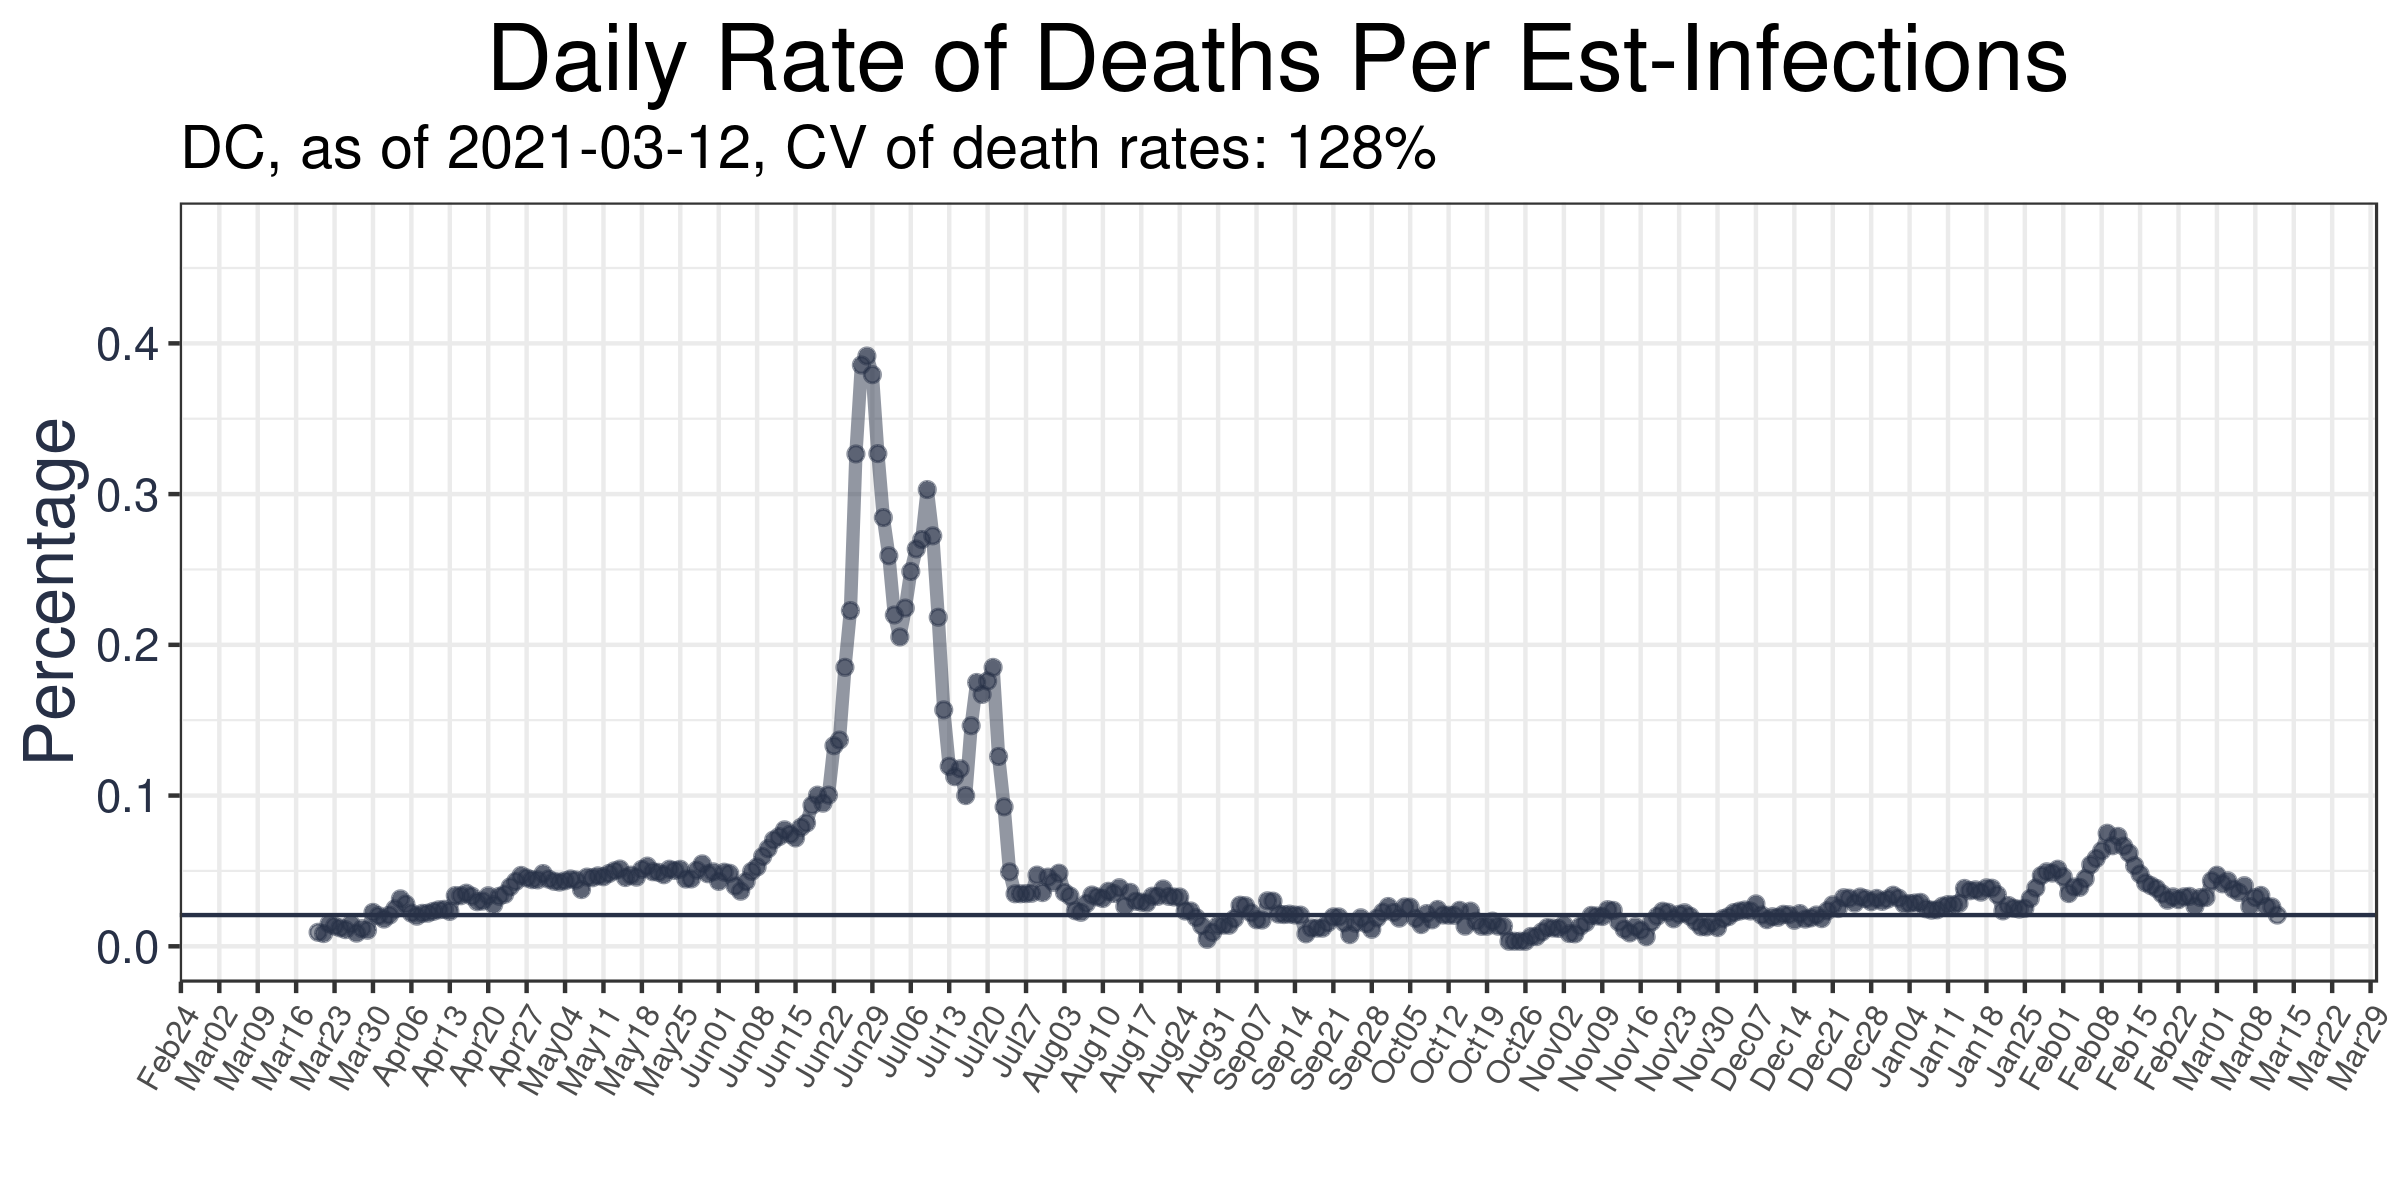 Daily Rate of Deaths Per Est-Infections
DC, as of 2021-03-12, CV of death rates: 128%
Percentage
0.4
0.3
0.2
0.1
0.0
Feb24
Mar02
Mar09
Mar16
Mar23
Mar30
Apr06
Apr13
Apr20
Apr27
May04
May11
May18
May25
Jun01
Jun08
Jun15
Jun22
Jun29
Jul06
Jul13
Jul20
Jul27
Aug03
Aug10
Aug17
Aug24
Aug31
Sep07
Sep14
Sep21
Sep28
Oct05
Oct12
Oct19
Oct26
Nov02
Nov09
Nov16
Nov23
Nov30
Dec07
Dec14
Dec21
Dec28
Jan04
Jan11
Jan18
Jan25
Feb01
Feb08
Feb15
Feb22
Mar01
Mar08
Mar15
Mar22
Mar29